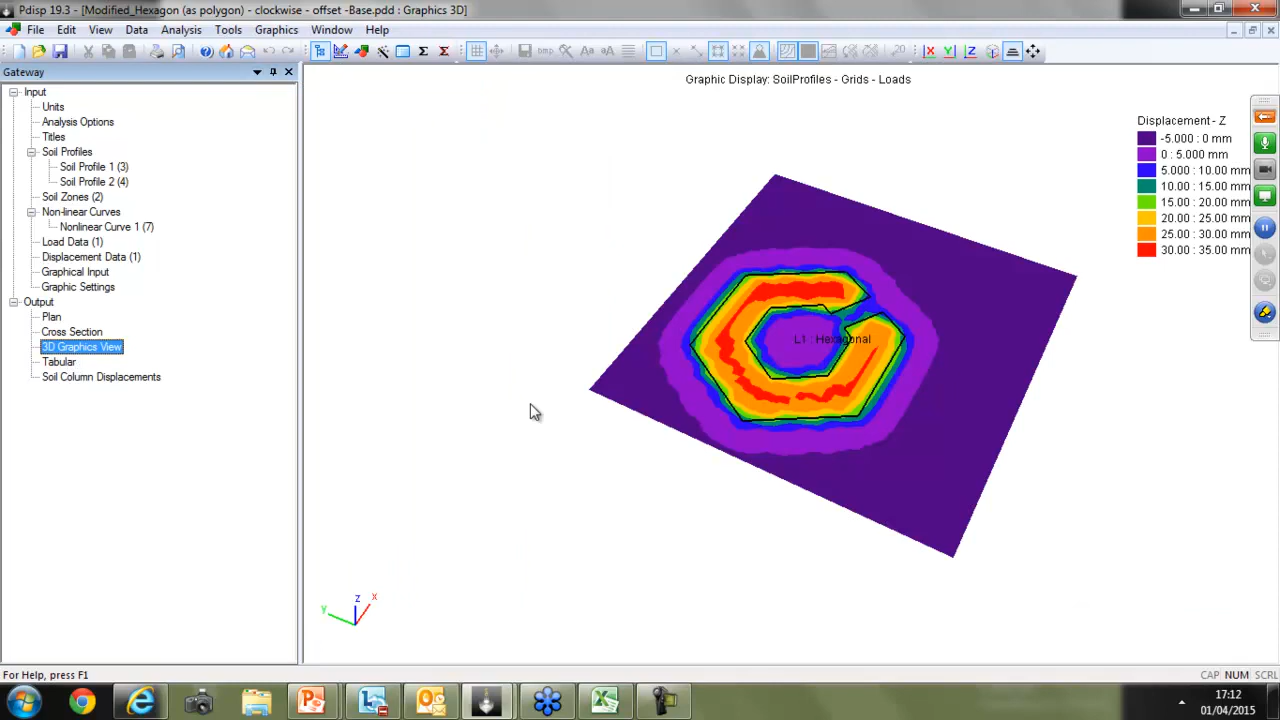 Pdisp 19.3 - [Modified_Hexagon (as polygon) - clockwise - offset -Base.pdd : Graphics 3D]
File Edit View Analysis Data Tools Graphics Window Help
Gateway
Graphic Display: SoilProfiles - Grids - Loads
Input
Units
Analysis Options
Titles
Soil Profiles
Soil Profile 1 (3)
Soil Profile 2 (4)
Soil Zones (2)
Non-linear Curves
Nonlinear Curve 1 (7)
Load Data (1)
Displacement Data (1)
Graphical Input
Graphic Settings
Output
Plan
Cross Section
3D Graphics View
Tabular
Soil Column Displacements
Displacement - Z
-5.000 : 0 mm
0 : 5.000 mm
5.000 : 10.00 mm
10.00 : 15.00 mm
15.00 : 20.00 mm
20.00 : 25.00 mm
25.00 : 30.00 mm
30.00 : 35.00 mm
L1 : Hexagonal
z
x
y
For Help, press F1
CAP NUM SCRL
17:12
01/04/2015